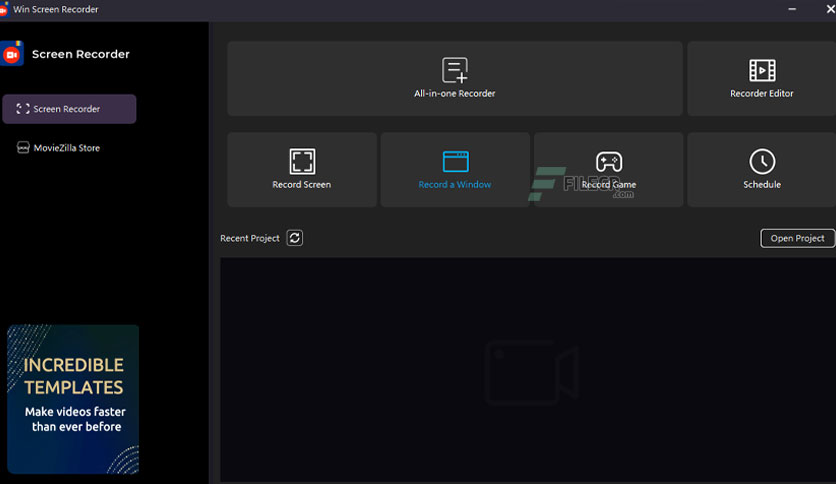 Win Screen Recorder
Screen Recorder
Screen Recorder
MovieZilla Store
INCREDIBLE
TEMPLATES
Make videos faster
than ever before
All-in-one Recorder
Recorder Editor
Record Screen
Record a Window
Record Game
Schedule
FILECR
.com
Recent Project
Open Project